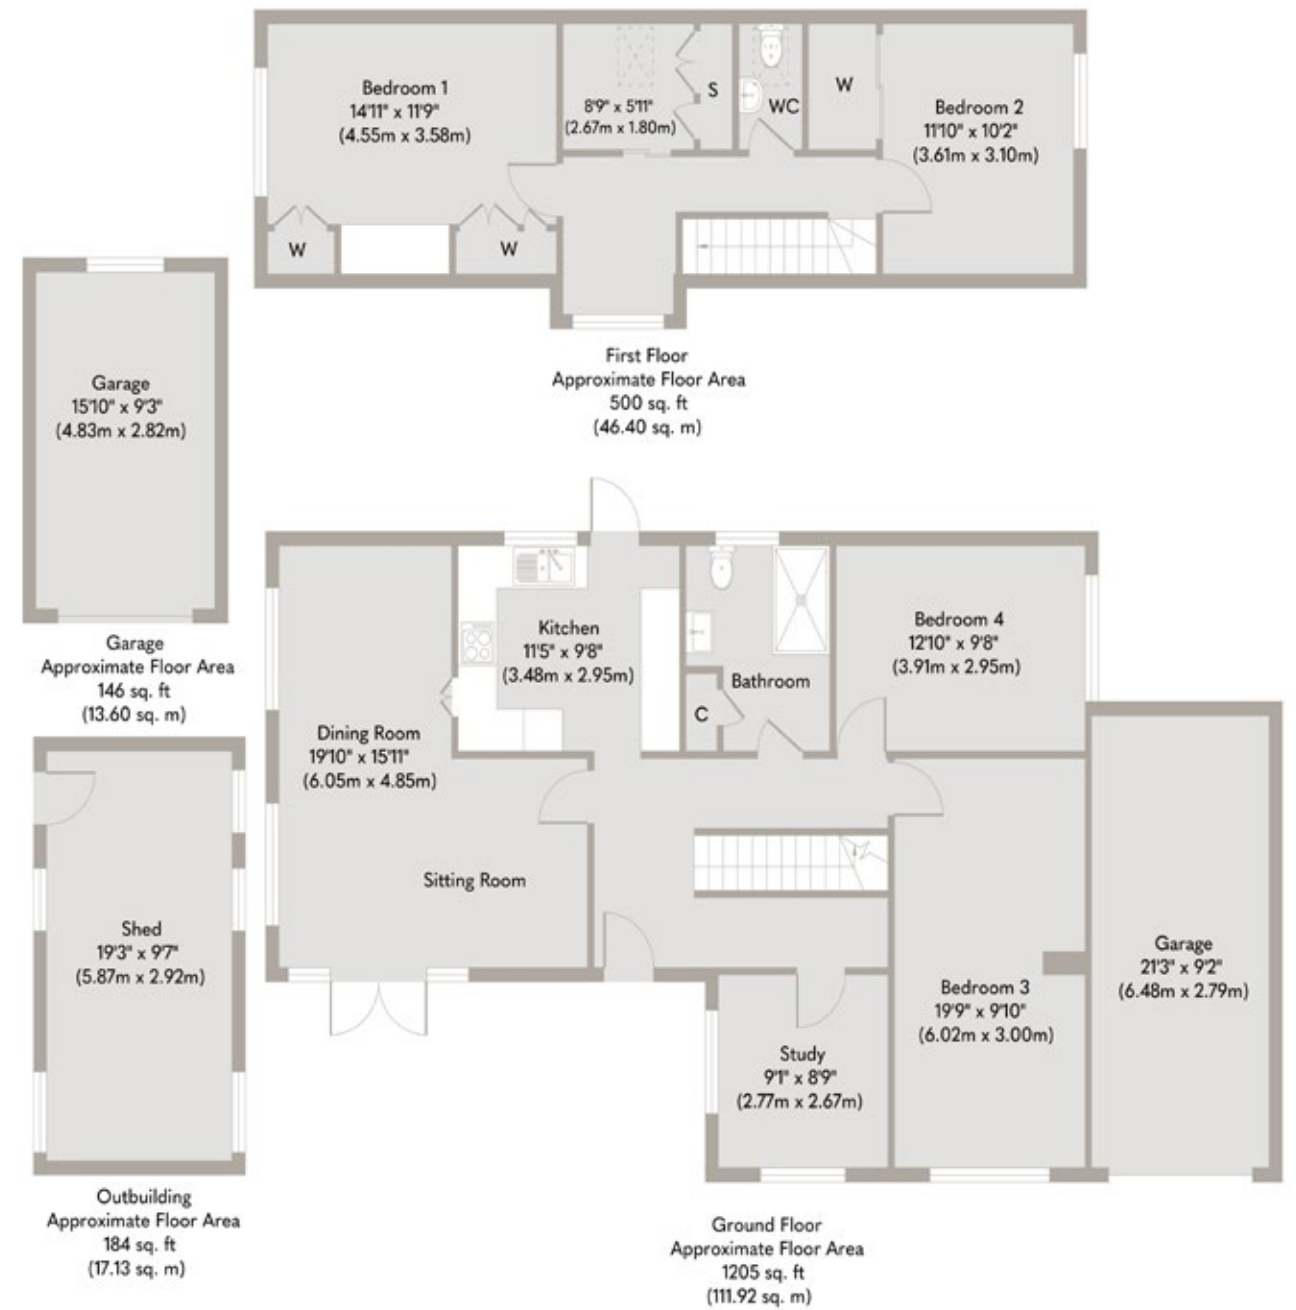 Bedroom 1
14'11" x 11'9"
(4.55m x 3.58m)
8'9" x 5'11"
(2.67m x 1.80m)
S
WC
W
Bedroom 2
11'10" x 10'2"
(3.61m x 3.10m)
W
W
First Floor
Approximate Floor Area
500 sq. ft
(46.40 sq. m)
Garage
15'10" x 9'3"
(4.83m x 2.82m)
Garage
Approximate Floor Area
146 sq. ft
(13.60 sq. m)
Kitchen
11'5" x 9'8"
(3.48m x 2.95m)
Bathroom
C
Bedroom 4
12'10" x 9'8"
(3.91m x 2.95m)
Dining Room
19'10" x 15'11"
(6.05m x 4.85m)
Sitting Room
Shed
19'3" x 9'7"
(5.87m x 2.92m)
Study
9'1" x 8'9"
(2.77m x 2.67m)
Bedroom 3
19'9" x 9'10"
(6.02m x 3.00m)
Garage
21'3" x 9'2"
(6.48m x 2.79m)
Outbuilding
Approximate Floor Area
184 sq. ft
(17.13 sq. m)
Ground Floor
Approximate Floor Area
1205 sq. ft
(111.92 sq. m)